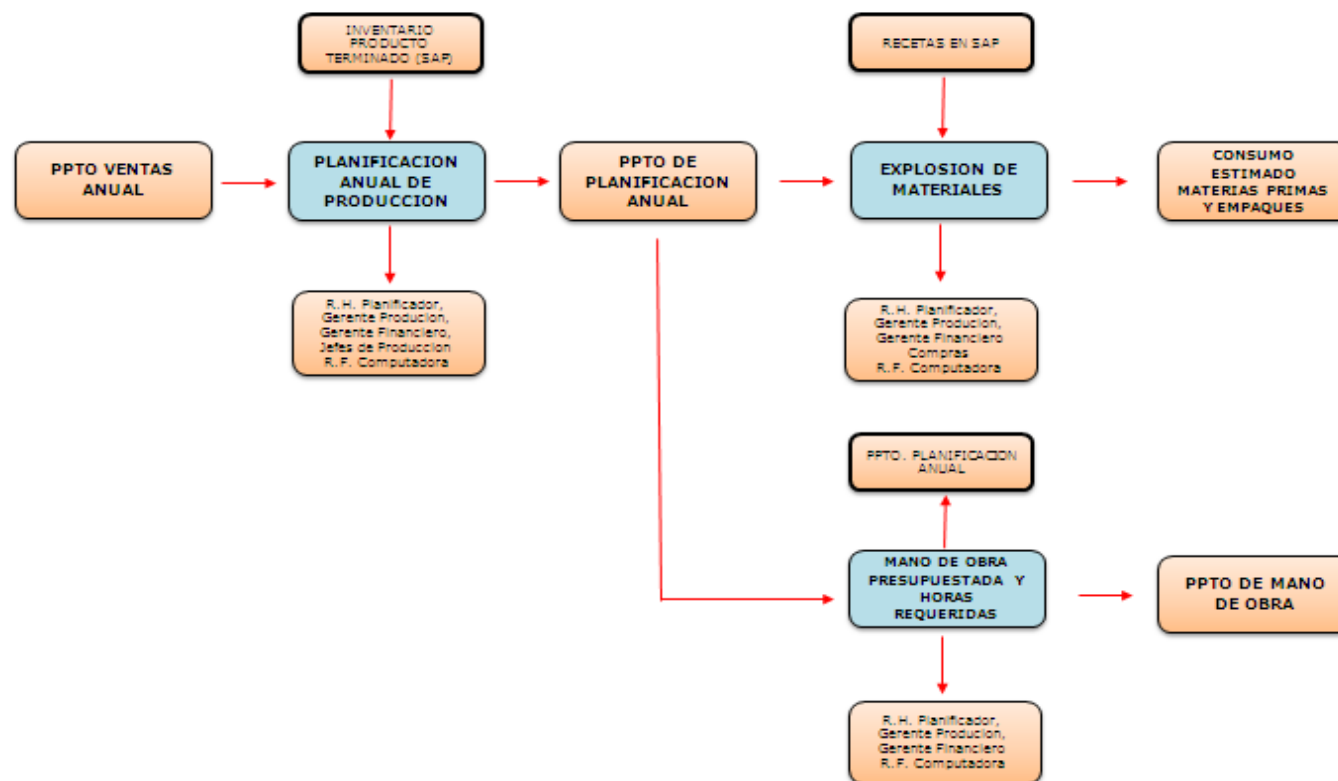 INVENTARIO
PRODUCTO
TERMINADO (SAP)
RECETAS EN SAP
PPTO VENTAS
ANUAL
PLANIFICACION
ANUAL DE
PRODUCCION
PPTO DE
PLANIFICACION
ANUAL
EXPLOSION DE
MATERIALES
CONSUMO
ESTIMADO
MATERIAS PRIMAS
Y EMPAQUES
R.H. Planificador,
Gerente Producion,
Gerente Financiero,
Jefes de Produccion
R.F. Computadora
R.H. Planificador,
Gerente Producion,
Gerente Financiero
Compras
R.F. Computadora
PPTO. PLANIFICACION
ANUAL
MANO DE OBRA
PRESUPUESTADA Y
HORAS
REQUERIDAS
PPTO DE MANO
DE OBRA
R.H. Planificador,
Gerente Producion,
Gerente Financiero
R.F. Computadora